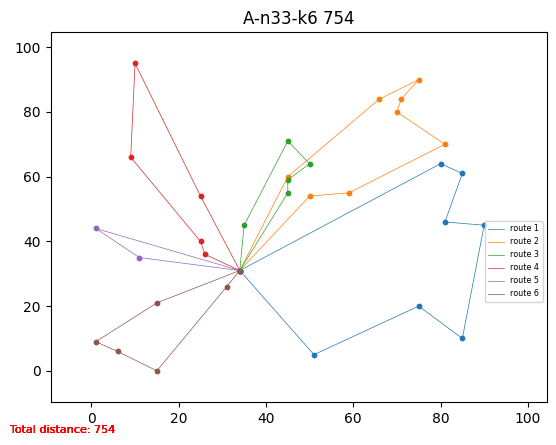 A-n33-k6 754
100
80
60
40
20
0
0 20 40 60 80 100
route 1
route 2
route 3
route 4
route 5
route 6
Total distance: 754